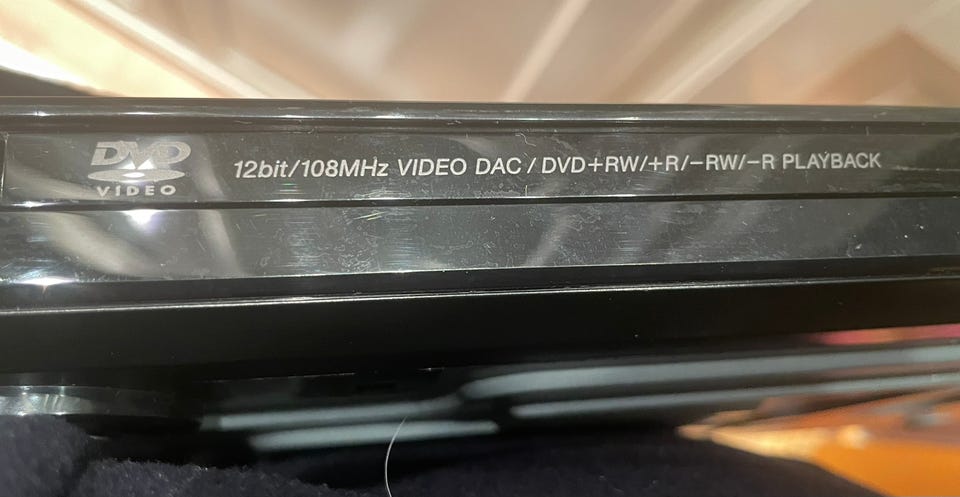 DVD
VIDEO
12bit/108MHz VIDEO DAC / DVD+RW/+R/−RW/−R PLAYBACK